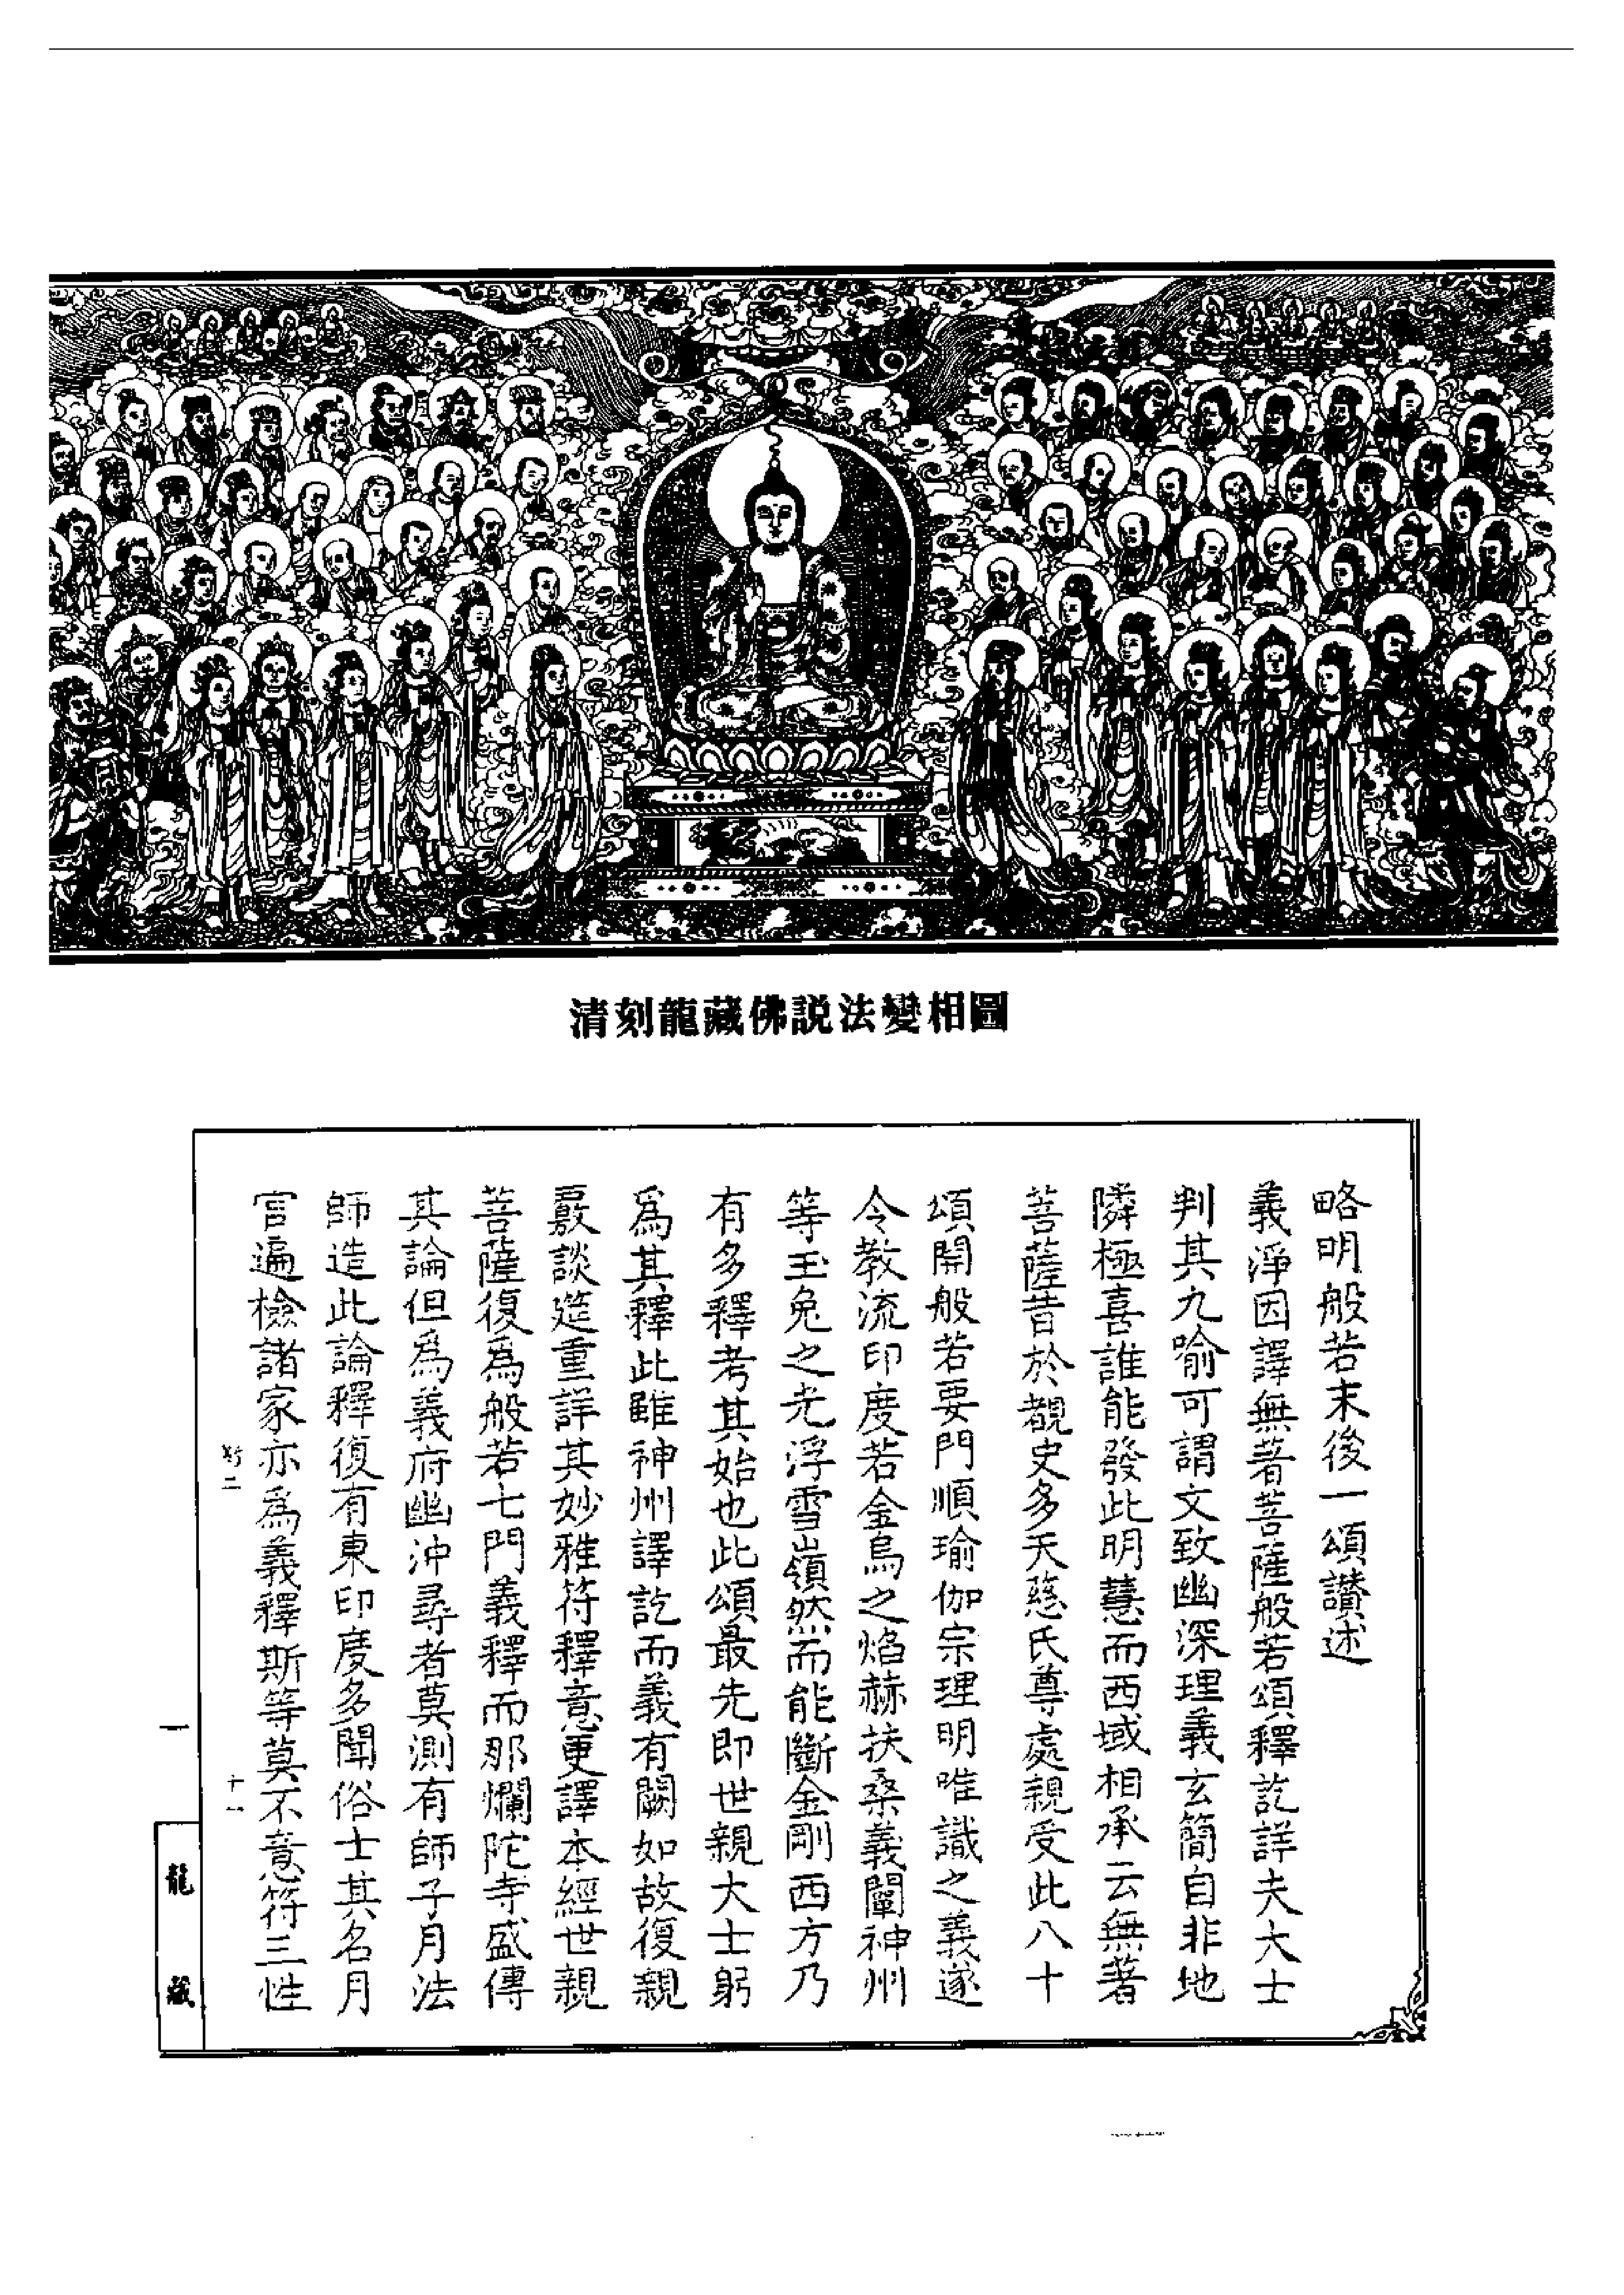 清刻龍藏佛説法變相圖
略明般若末後一頌讃述
義淨因譯無著菩薩般若頌釋訖詳夫大士
判其九喻可謂文致幽深理義玄簡自非地
隣極喜誰能發此明慧而西域相承云無著
菩薩昔於覩史多天慈氏尊處親受此八十
頌開般若要門順瑜伽宗理明唯識之義遂
令教流印度若金烏之焰赫扶桑義闡神州
等玉兔之光浮雪嶺然而能斷金剛西方乃
有多釋考其始也此頌最先即世親大士躬
爲其釋此雖神州譯訖而義有闕如故復親
覈談筵重詳其妙雅符釋意更譯本經世親
菩薩復爲般若七門義釋而那爛陀寺盛傳
其論但爲義府幽沖尋者莫測有師子月法
師造此論釋復有東印度多聞俗士其名月
官遍檢諸家亦爲義釋斯等莫不意符三性
二
十一
一
龍藏